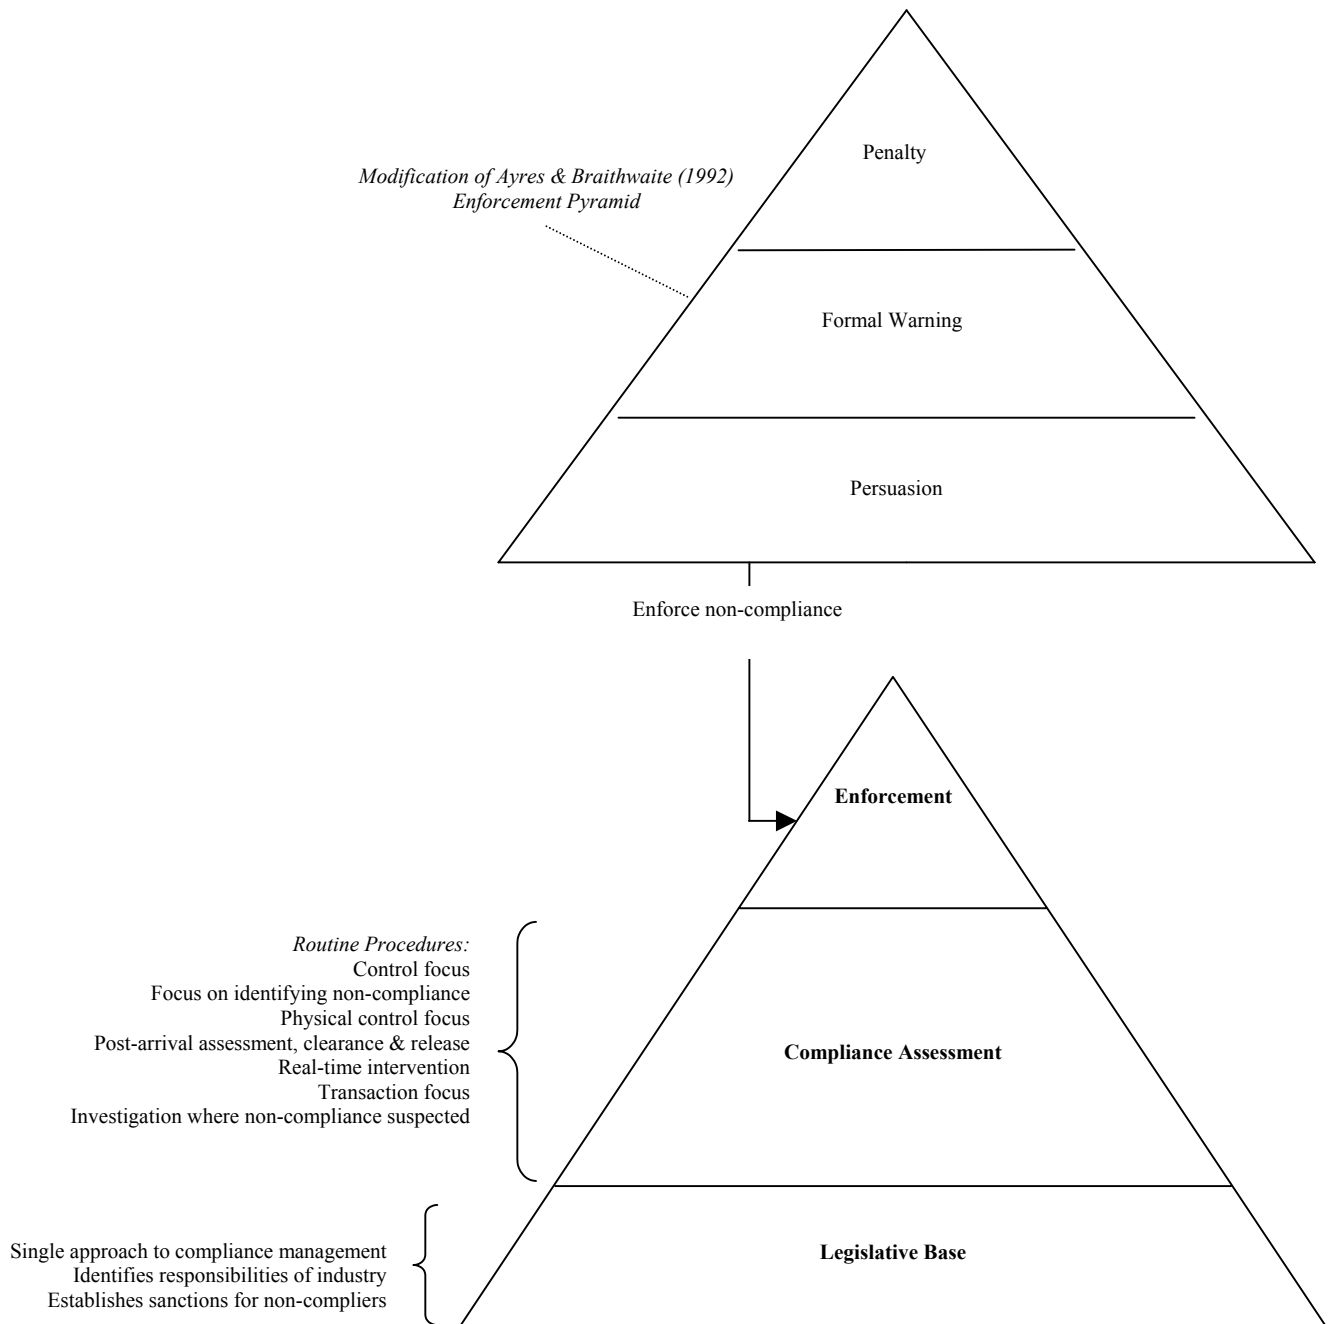 Penalty
Modification of Ayres & Braithwaite (1992)
Enforcement Pyramid
Formal Warning
Persuasion
Enforce non-compliance
Enforcement
Routine Procedures:
Control focus
Focus on identifying non-compliance
Physical control focus
Post-arrival assessment, clearance & release
Real-time intervention
Transaction focus
Investigation where non-compliance suspected
Compliance Assessment
Single approach to compliance management
Identifies responsibilities of industry
Establishes sanctions for non-compliers
Legislative Base